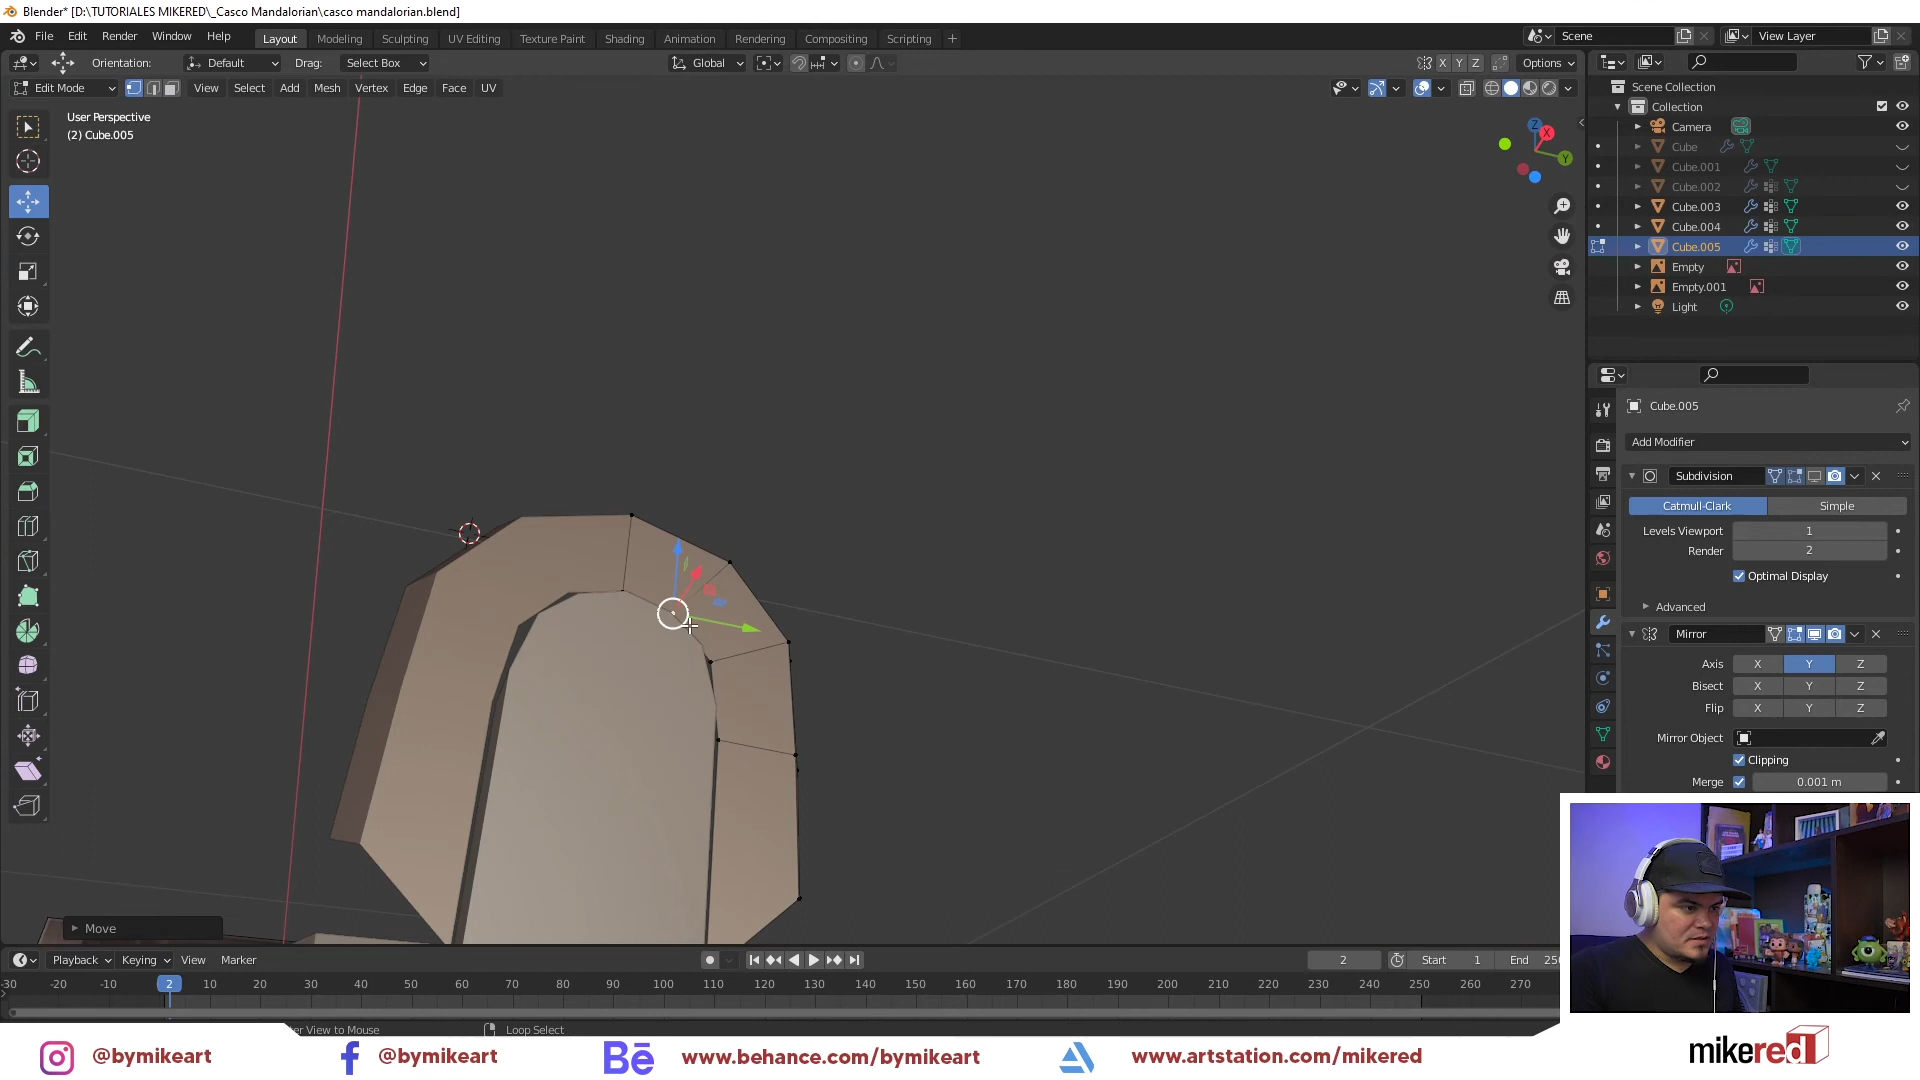 Blender* [D:\TUTORIALES MIKERED\_Casco Mandalorian\casco mandalorian.blend]
File Edit Render Window Help
Layout Modeling Sculpting UV Editing Texture Paint Shading Animation Rendering Compositing Scripting +
Scene View Layer
Orientation: Default Drag: Select Box Global X Y Z Options
Edit Mode View Select Add Mesh Vertex Edge Face UV
User Perspective
(2) Cube.005
Z X Y
Scene Collection
Collection
Camera
Cube
Cube.001
Cube.002
Cube.003
Cube.004
Cube.005
Empty
Empty.001
Light
Cube.005
Add Modifier
Subdivision
Catmull-Clark Simple
Levels Viewport 1
Render 2
Optimal Display
Advanced
Mirror
Axis X Y Z
Bisect X Y Z
Flip X Y Z
Mirror Object
Clipping
Merge 0.001 m
Move
Playback Keying View Marker 2 Start 1 End 25
-30 -20 -10 2 10 20 30 40 50 60 70 80 90 100 110 120 130 140 150 160 170 180 190 200 210 220 230 240 250 260 270
ter View to Mouse Loop Select
@bymikeart @bymikeart Bē www.behance.com/bymikeart www.artstation.com/mikered mikered